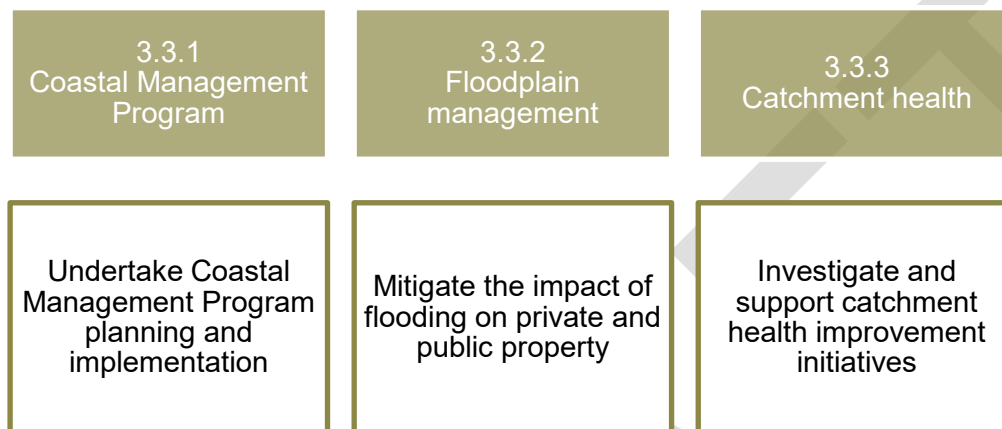 3.3.1
Coastal Management
Program
3.3.2
Floodplain
management
3.3.3
Catchment health
Undertake Coastal
Management Program
planning and
implementation
Mitigate the impact of
flooding on private and
public property
Investigate and
support catchment
health improvement
initiatives